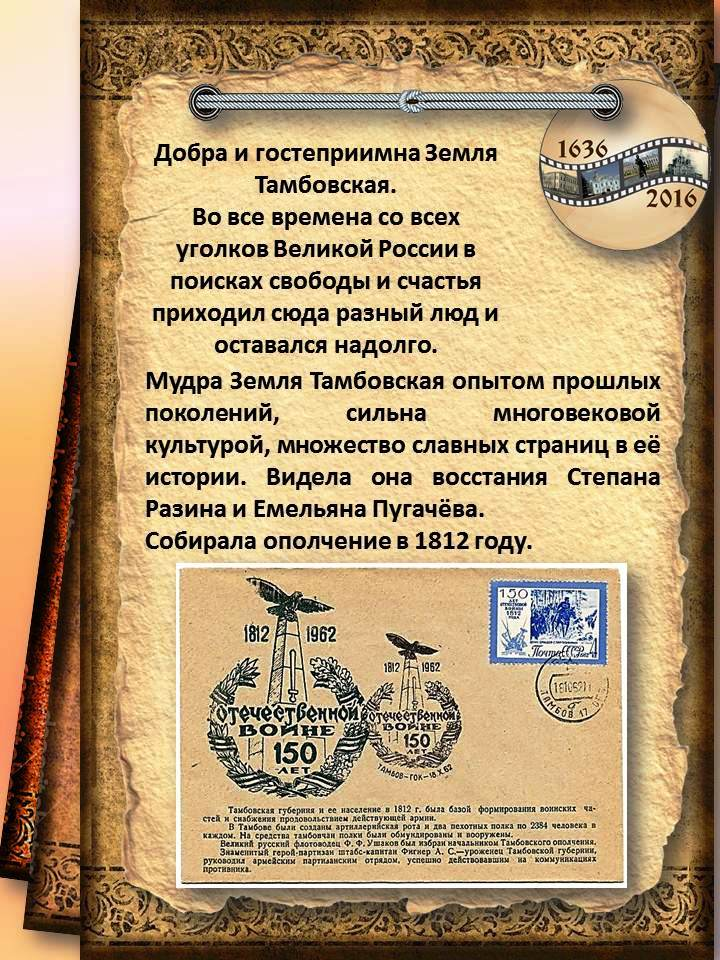 1636
2016
Добра и гостеприимна Земля
Тамбовская.
Во все времена со всех
уголков Великой России в
поисках свободы и счастья
приходил сюда разный люд и
оставался надолго.
Мудра Земля Тамбовская опытом прошлых
поколений, сильна многовековой
культурой, множество славных страниц в её
истории. Видела она восстания Степана
Разина и Емельяна Пугачёва.
Собирала ополчение в 1812 году.
1812 1962
отечественной
войне
150
лет
1812 1962
отечественной
войне
150
лет
ТАМБОВ-ГОК-18 X 62
150
лет
отечественной
войны
1812
года
Почта СССР 4
ТАМБОВ 17
Тамбовская губерния и ее население в 1812 г. была базой формирования воинских ча-
стей и снабжения продовольствием действующей армии.
В Тамбове были созданы артиллерийская рота и два пехотных полка по 2384 человека в
каждом. На средства тамбовчан полки были обмундированы и вооружены.
Великий русский флотоводец Ф. Ф. Ушаков был избран начальником Тамбовского ополчения.
Знаменитый герой-партизан штабс-капитан Фигнер А. С.—уроженец Тамбовской губернии,
руководил армейским партизанским отрядом, успешно действовавшим на коммуникациях
противника.